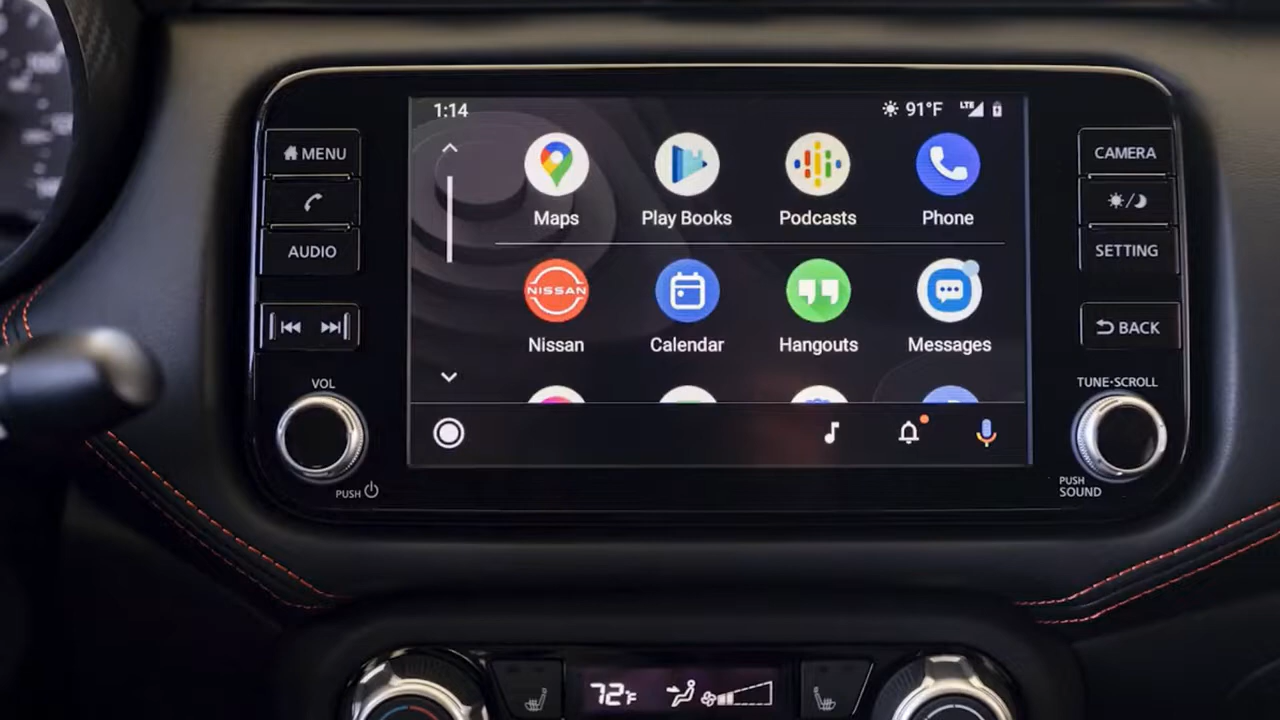 1:14
91°F LTE
MENU
AUDIO
VOL
PUSH
Maps
Play Books
Podcasts
Phone
NISSAN
Nissan
Calendar
Hangouts
Messages
CAMERA
SETTING
BACK
TUNE·SCROLL
PUSH
SOUND
72°F